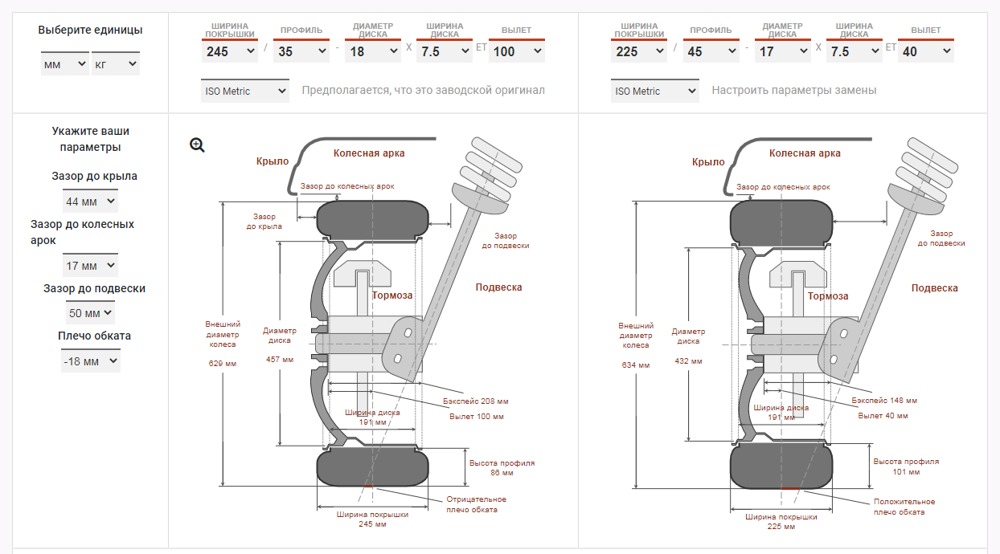 Выберите единицы
мм кг
ШИРИНА ПОКРЫШКИ
ПРОФИЛЬ
ДИАМЕТР ДИСКА
ШИРИНА ДИСКА
ВЫЛЕТ
245 / 35 - 18 X 7.5 ET 100
ISO Metric Предполагается, что это заводской оригинал
ШИРИНА ПОКРЫШКИ
ПРОФИЛЬ
ДИАМЕТР ДИСКА
ШИРИНА ДИСКА
ВЫЛЕТ
225 / 45 - 17 X 7.5 ET 40
ISO Metric Настроить параметры замены
Укажите ваши
параметры
Зазор до крыла
44 мм
Зазор до колесных
арок
17 мм
Зазор до подвески
50 мм
Плечо обката
-18 мм
Колесная арка
Крыло
Зазор до колесных арок
Зазор
до крыла
Зазор
до подвески
Подвеска
Тормоза
Внешний
диаметр
колеса
629 мм
Диаметр
диска
457 мм
Бэкспейс 208 мм
Ширина диска
191 мм
Вылет 100 мм
Высота профиля
86 мм
Отрицательное
плечо обката
Ширина покрышки
245 мм
Колесная арка
Крыло
Зазор до колесных арок
Зазор
до подвески
Подвеска
Тормоза
Внешний
диаметр
колеса
634 мм
Диаметр
диска
432 мм
Бэкспейс 148 мм
Ширина диска
191 мм
Вылет 40 мм
Высота профиля
101 мм
Положительное
плечо обката
Ширина покрышки
225 мм